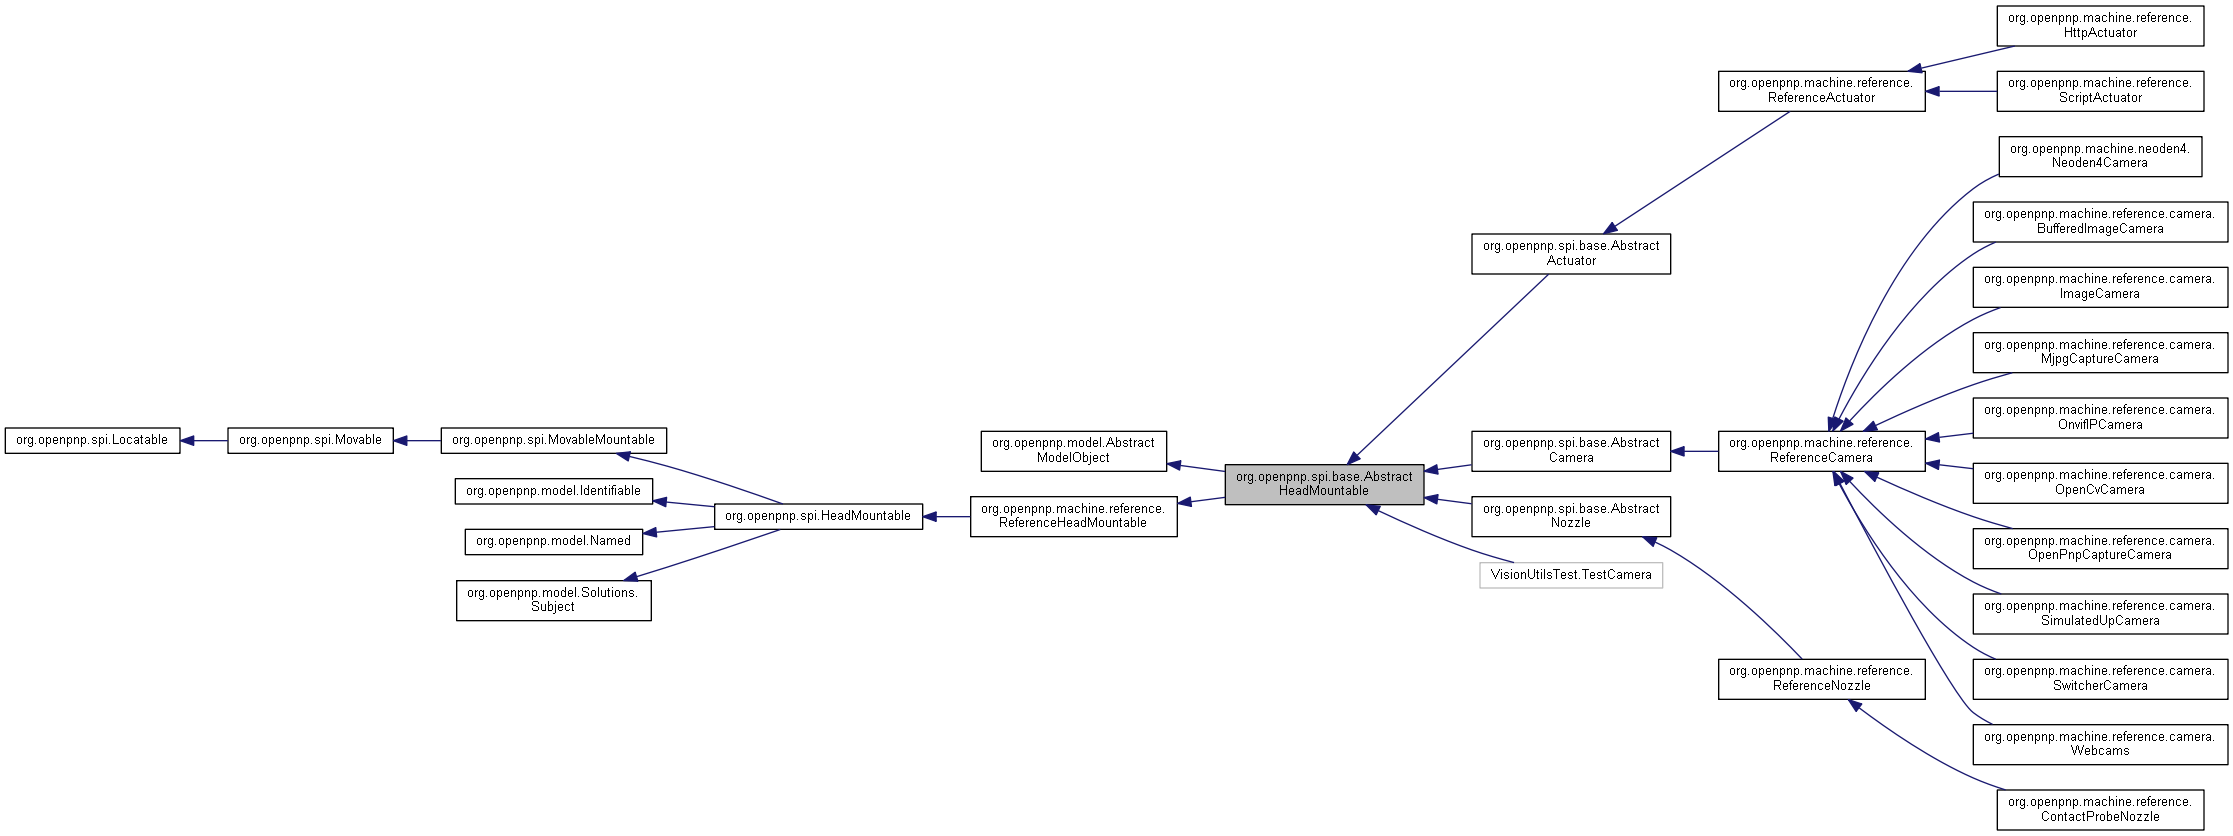 org.openpnp.spi.Locatable
org.openpnp.spi.Movable
org.openpnp.spi.MovableMountable
org.openpnp.model.Identifiable
org.openpnp.model.Named
org.openpnp.model.Solutions.
Subject
org.openpnp.spi.HeadMountable
org.openpnp.model.Abstract
ModelObject
org.openpnp.machine.reference.
ReferenceHeadMountable
org.openpnp.spi.base.Abstract
HeadMountable
org.openpnp.spi.base.Abstract
Actuator
org.openpnp.spi.base.Abstract
Camera
org.openpnp.spi.base.Abstract
Nozzle
VisionUtilsTest.TestCamera
org.openpnp.machine.reference.
ReferenceActuator
org.openpnp.machine.reference.
ReferenceCamera
org.openpnp.machine.reference.
ReferenceNozzle
org.openpnp.machine.reference.
HttpActuator
org.openpnp.machine.reference.
ScriptActuator
org.openpnp.machine.neoden4.
Neoden4Camera
org.openpnp.machine.reference.camera.
BufferedImageCamera
org.openpnp.machine.reference.camera.
ImageCamera
org.openpnp.machine.reference.camera.
MjpgCaptureCamera
org.openpnp.machine.reference.camera.
OnvifIPCamera
org.openpnp.machine.reference.camera.
OpenCvCamera
org.openpnp.machine.reference.camera.
OpenPnpCaptureCamera
org.openpnp.machine.reference.camera.
SimulatedUpCamera
org.openpnp.machine.reference.camera.
SwitcherCamera
org.openpnp.machine.reference.camera.
Webcams
org.openpnp.machine.reference.
ContactProbeNozzle